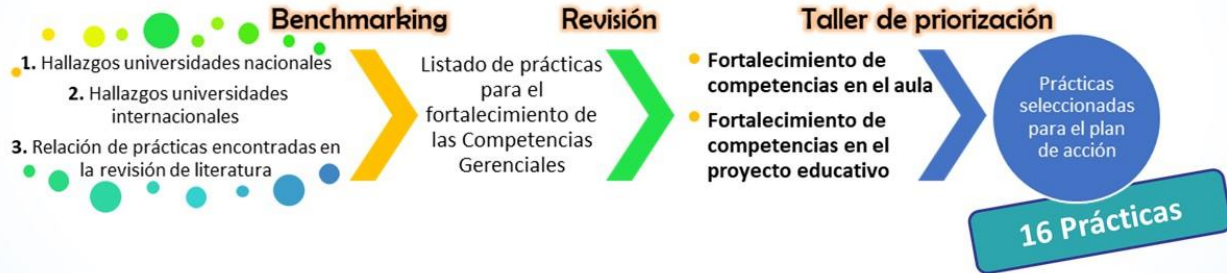 Benchmarking
Revisión
Taller de priorización
1. Hallazgos universidades nacionales
2. Hallazgos universidades
internacionales
3. Relación de prácticas encontradas en
la revisión de literatura
Listado de prácticas
para el
fortalecimiento de
las Competencias
Gerenciales
Fortalecimiento de
competencias en el aula
Fortalecimiento de
competencias en el
proyecto educativo
Prácticas
seleccionadas
para el plan
de acción
16 Prácticas